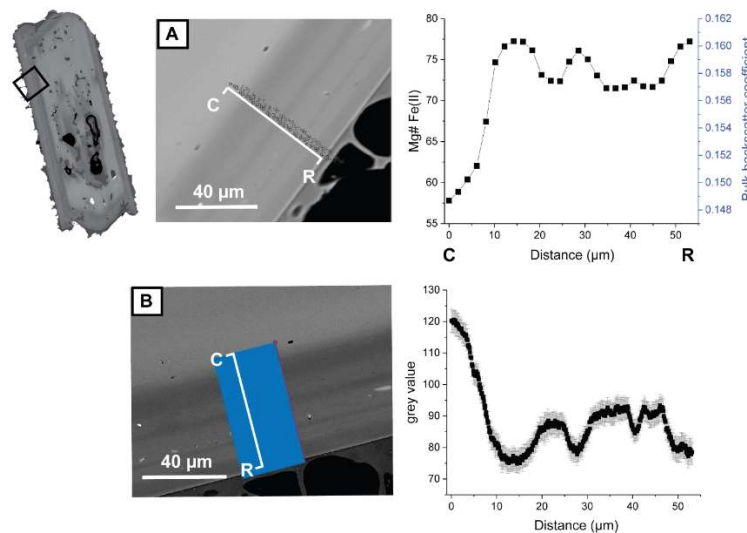 A
C
R
40 µm
80
75
70
65
60
55
Mg# Fe(II)
0.162
0.160
0.158
0.156
0.154
0.152
0.150
0.148
Bulk backscatter coefficient
0 10 20 30 40 50
C Distance (µm) R
B
C
R
40 µm
130
120
110
100
90
80
70
grey value
0 10 20 30 40 50
Distance (µm)